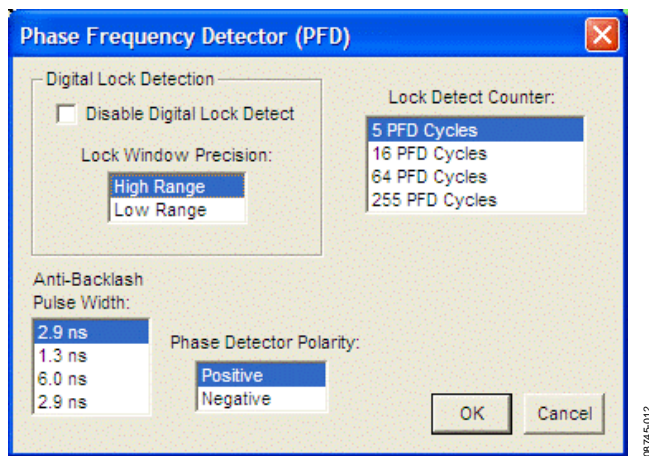 Phase Frequency Detector (PFD)
Digital Lock Detection
Disable Digital Lock Detect
Lock Window Precision:
High Range
Low Range
Lock Detect Counter:
5 PFD Cycles
16 PFD Cycles
64 PFD Cycles
255 PFD Cycles
Anti-Backlash
Pulse Width:
2.9 ns
1.3 ns
6.0 ns
2.9 ns
Phase Detector Polarity:
Positive
Negative
OK
Cancel
08745-012